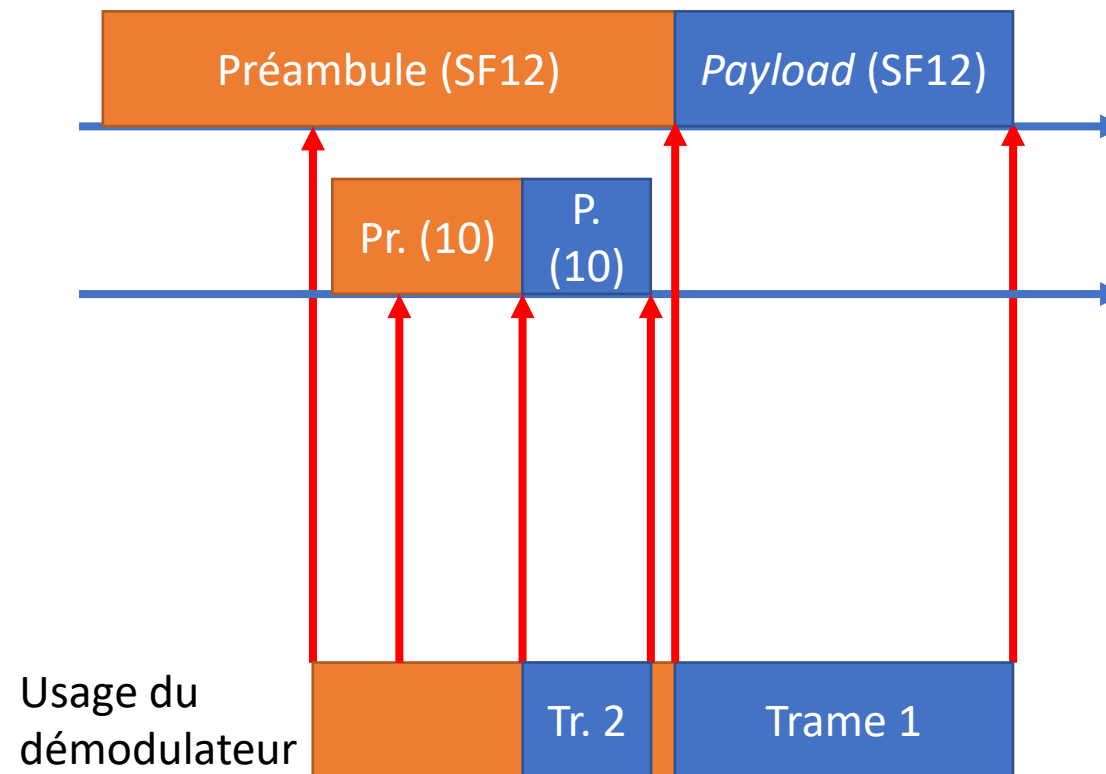 Préambule (SF12)
Payload (SF12)
Pr. (10)
P.
(10)
Usage du
démodulateur
Tr. 2
Trame 1